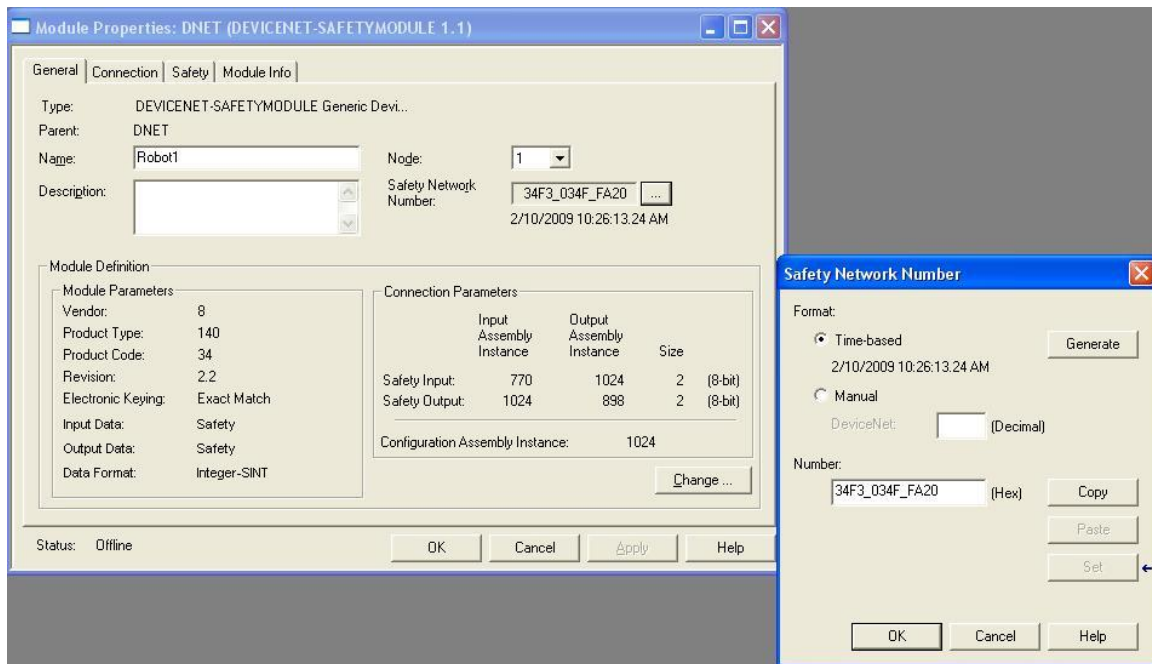 Module Properties: DNET (DEVICENET-SAFETYMODULE 1.1)
General Connection Safety Module Info
Type: DEVICENET-SAFETYMODULE Generic Devi...
Parent: DNET
Name: Robot1 Node: 1
Description: Safety Network Number: 34F3_034F_FA20 ...
2/10/2009 10:26:13.24 AM
Module Definition
Module Parameters
Vendor: 8
Product Type: 140
Product Code: 34
Revision: 2.2
Electronic Keying: Exact Match
Input Data: Safety
Output Data: Safety
Data Format: Integer-SINT
Connection Parameters
Input Assembly Instance Output Assembly Instance Size
Safety Input: 770 1024 2 (8-bit)
Safety Output: 1024 898 2 (8-bit)
Configuration Assembly Instance: 1024
Change ...
Status: Offline OK Cancel Apply Help
Safety Network Number
Format:
Time-based Generate
2/10/2009 10:26:13.24 AM
Manual
DeviceNet: (Decimal)
Number:
34F3_034F_FA20 (Hex) Copy
Paste
Set
OK Cancel Help